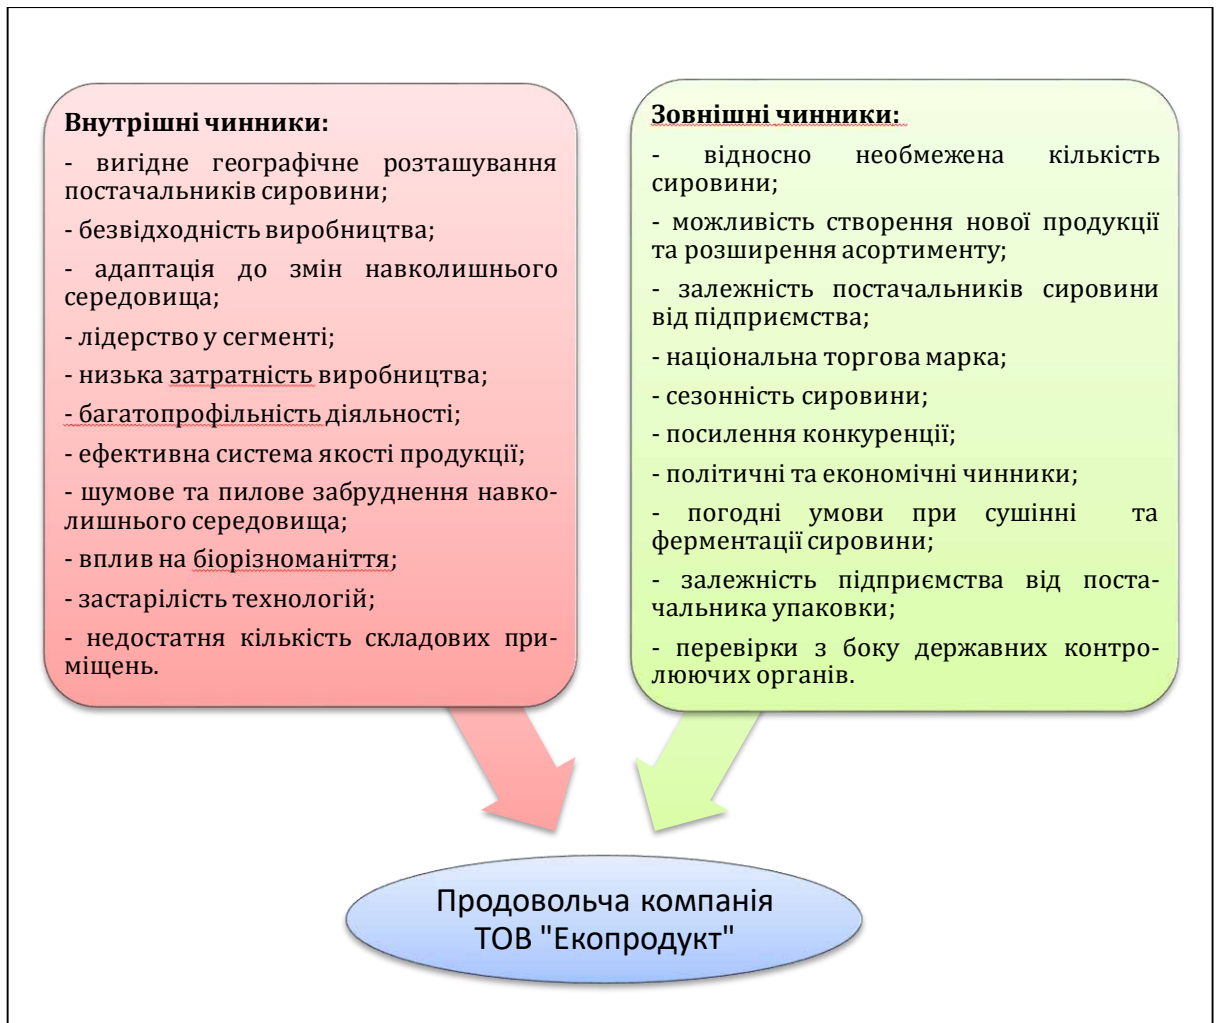 Внутрішні чинники:
- вигідне географічне розташування
постачальників сировини;
- безвідходність виробництва;
- адаптація до змін навколишнього
середовища;
- лідерство у сегменті;
- низька затратність виробництва;
- багатопрофільність діяльності;
- ефективна система якості продукції;
- шумове та пилове забруднення навко-
лишнього середовища;
- вплив на біорізноманіття;
- застарілість технологій;
- недостатня кількість складових при-
міщень.
Зовнішні чинники:
- відносно необмежена кількість
сировини;
- можливість створення нової продукції
та розширення асортименту;
- залежність постачальників сировини
від підприємства;
- національна торгова марка;
- сезонність сировини;
- посилення конкуренції;
- політичні та економічні чинники;
- погодні умови при сушінні та
ферментації сировини;
- залежність підприємства від поста-
чальника упаковки;
- перевірки з боку державних контро-
люючих органів.
Продовольча компанія
ТОВ "Екопродукт"